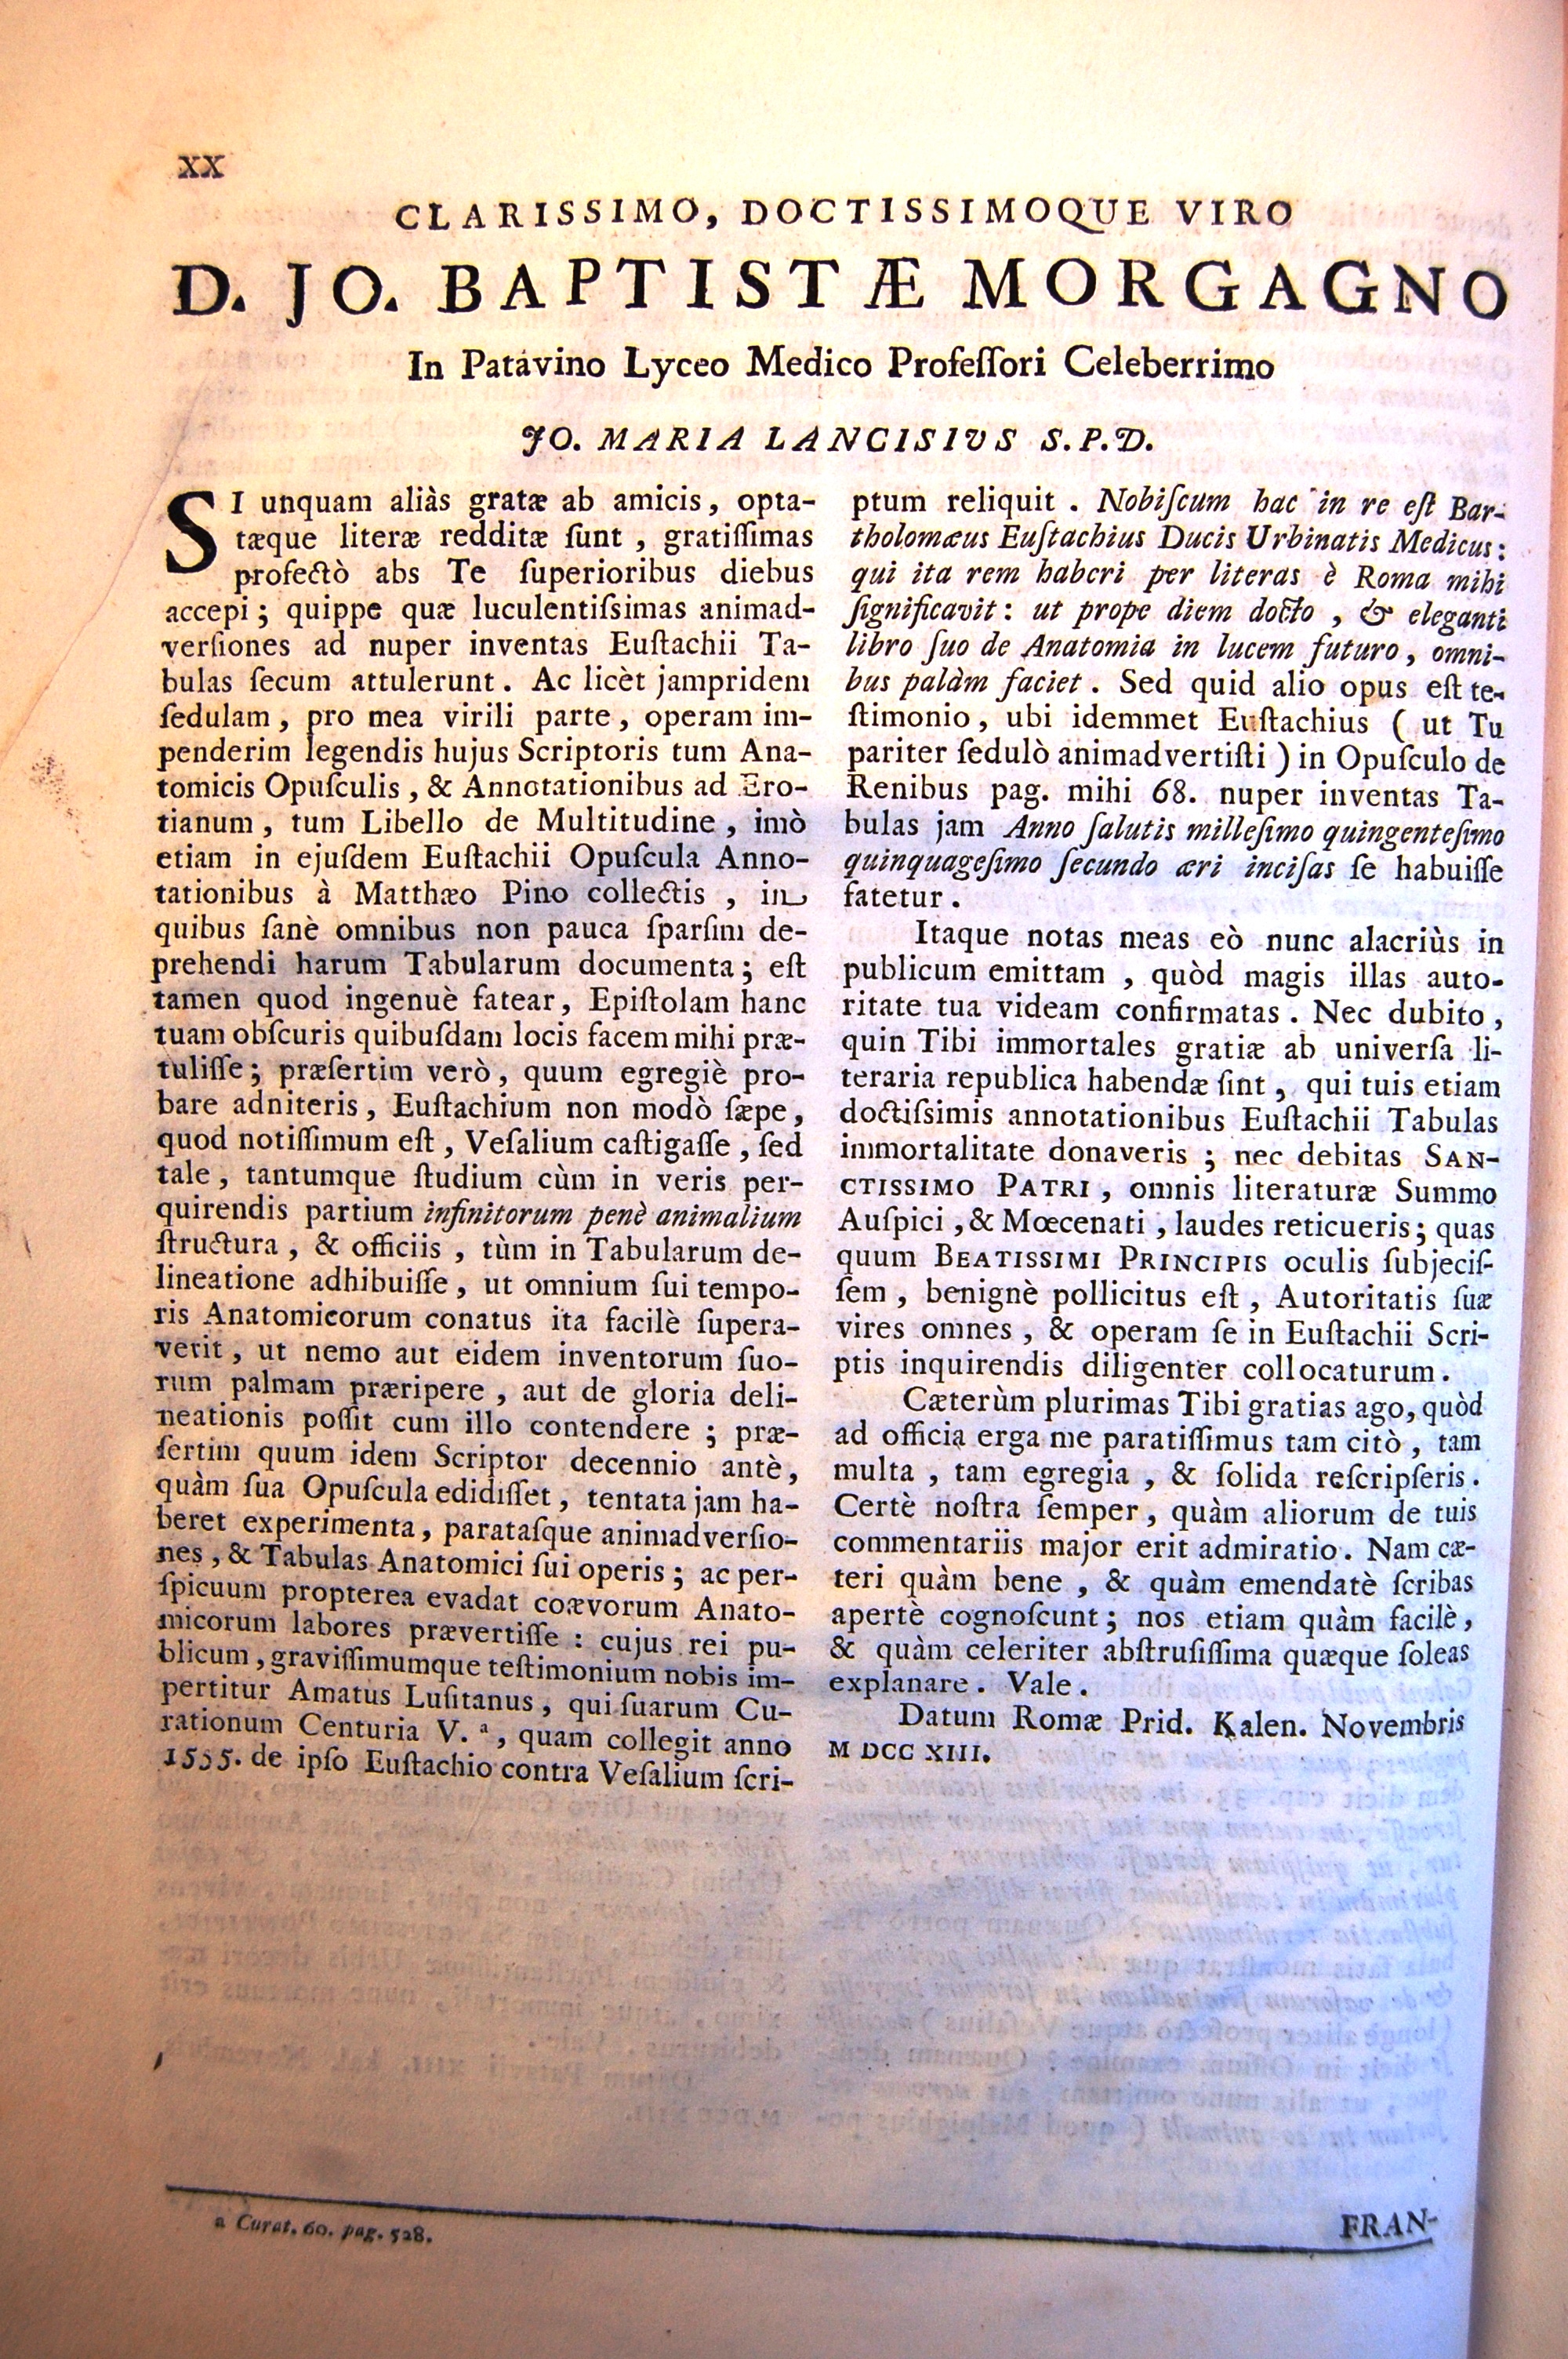 XX
CLARISSIMO, DOCTISSIMOQUE VIRO
D. JO. BAPTISTÆ MORGAGNO
In Patavino Lyceo Medico Profeſſori Celeberrimo
JO. MARIA LANCISIUS S.P.D.
SI unquam aliàs gratæ ab amicis, opta-
tæque literæ redditæ ſunt, gratiſſimas
profectò abs Te ſuperioribus diebus
accepi; quippe quæ luculentiſsimas animad-
verſiones ad nuper inventas Euſtachii Ta-
bulas ſecum attulerunt. Ac licèt jampridem
ſedulam, pro mea virili parte, operam im-
penderim legendis hujus Scriptoris tum Ana-
tomicis Opuſculis, & Annotationibus ad Ero-
tianum, tum Libello de Multitudine, imò
etiam in ejuſdem Euſtachii Opuſcula Anno-
tationibus à Matthæo Pino collectis, in
quibus ſanè omnibus non pauca ſparſim de-
prehendi harum Tabularum documenta; eſt
tamen quod ingenuè fatear, Epiſtolam hanc
tuam obſcuris quibuſdam locis facem mihi præ-
tuliſſe; præſertim verò, quum egregiè pro-
bare adniteris, Euſtachium non modò ſæpe,
quod notiſſimum eſt, Veſalium caſtigaſſe, ſed
tale, tantumque ſtudium cùm in veris per-
quirendis partium infinitorum penè animalium
ſtructura, & officiis, tùm in Tabularum de-
lineatione adhibuiſſe, ut omnium ſui tempo-
ris Anatomicorum conatus ita facilè ſupera-
verit, ut nemo aut eidem inventorum ſuo-
rum palmam præripere, aut de gloria deli-
neationis poſſit cum illo contendere; præ-
ſertim quum idem Scriptor decennio antè,
quàm ſua Opuſcula edidiſſet, tentata jam ha-
beret experimenta, parataſque animadverſio-
nes, & Tabulas Anatomici ſui operis; ac per-
ſpicuum propterea evadat coævorum Anato-
micorum labores prævertiſſe: cujus rei pu-
blicum, graviſſimumque teſtimonium nobis im-
pertitur Amatus Luſitanus, qui ſuarum Cu-
rationum Centuria V. ª, quam collegit anno
1555. de ipſo Euſtachio contra Veſalium ſcri-
ptum reliquit. Nobiſcum hac in re eſt Bar-
tholomæus Euſtachius Ducis Urbinatis Medicus:
qui ita rem haberi per literas è Roma mihi
ſignificavit: ut prope diem docto, & eleganti
libro ſuo de Anatomia in lucem futuro, omni-
bus palàm faciet. Sed quid alio opus eſt te-
ſtimonio, ubi idemmet Euſtachius (ut Tu
pariter ſedulò animadvertiſti) in Opuſculo de
Renibus pag. mihi 68. nuper inventas Ta-
bulas jam Anno ſalutis milleſimo quingenteſimo
quinquageſimo ſecundo æri inciſas ſe habuiſſe
fatetur.
Itaque notas meas eò nunc alacriùs in
publicum emittam, quòd magis illas auto-
ritate tua videam confirmatas. Nec dubito,
quin Tibi immortales gratiæ ab univerſa li-
teraria republica habendæ ſint, qui tuis etiam
doctiſsimis annotationibus Euſtachii Tabulas
immortalitate donaveris; nec debitas SAN-
CTISSIMO PATRI, omnis literaturæ Summo
Auſpici, & Mœcenati, laudes reticueris; quas
quum BEATISSIMI PRINCIPIS oculis ſubjeciſ-
ſem, benignè pollicitus eſt, Autoritatis ſuæ
vires omnes, & operam ſe in Euſtachii Scri-
ptis inquirendis diligenter collocaturum.
Cæterùm plurimas Tibi gratias ago, quòd
ad officia erga me paratiſſimus tam citò, tam
multa, tam egregia, & ſolida reſcripſeris.
Certè noſtra ſemper, quàm aliorum de tuis
commentariis major erit admiratio. Nam cæ-
teri quàm bene, & quàm emendatè ſcribas
apertè cognoſcunt; nos etiam quàm facilè,
& quàm celeriter abſtruſiſſima quæque ſoleas
explanare. Vale.
Datum Romæ Prid. Kalen. Novembris
M DCC XIII.
a Curat. 60. pag. 528.
FRAN-